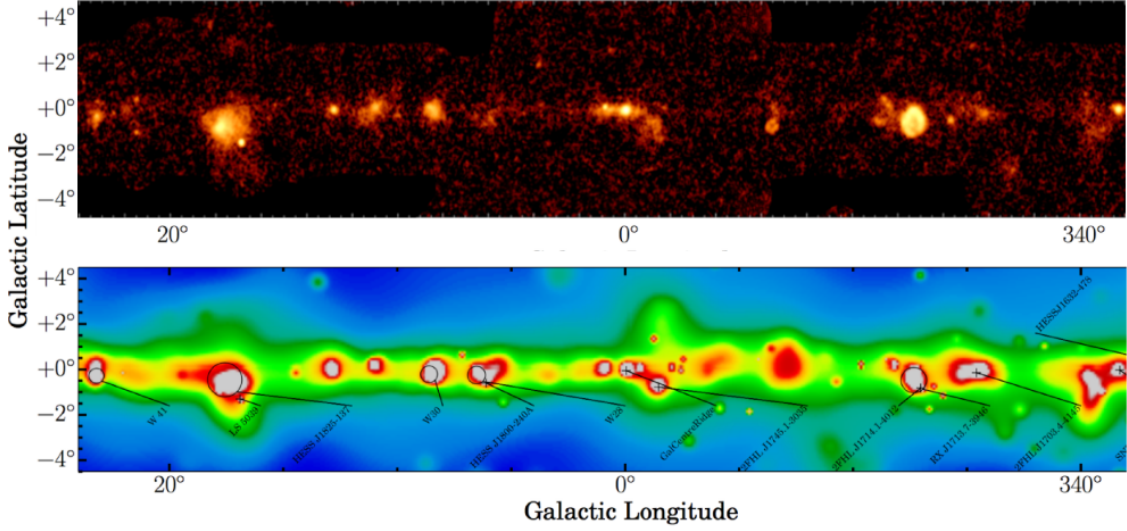 +4°
+2°
+0°
−2°
−4°
20°
0°
340°
Galactic Latitude
+4°
+2°
+0°
−2°
−4°
HESSJ1632-478
W 41
LS 5039
HESS J1825-137
W30
HESS J1800-240A
W28
GalCentreRidge
2FHL J1745.1-3035
2FHL J1714.1-4012
RX J1713.7-3946
2FHL J1703.4-4145
20°
0°
340°
Galactic Longitude